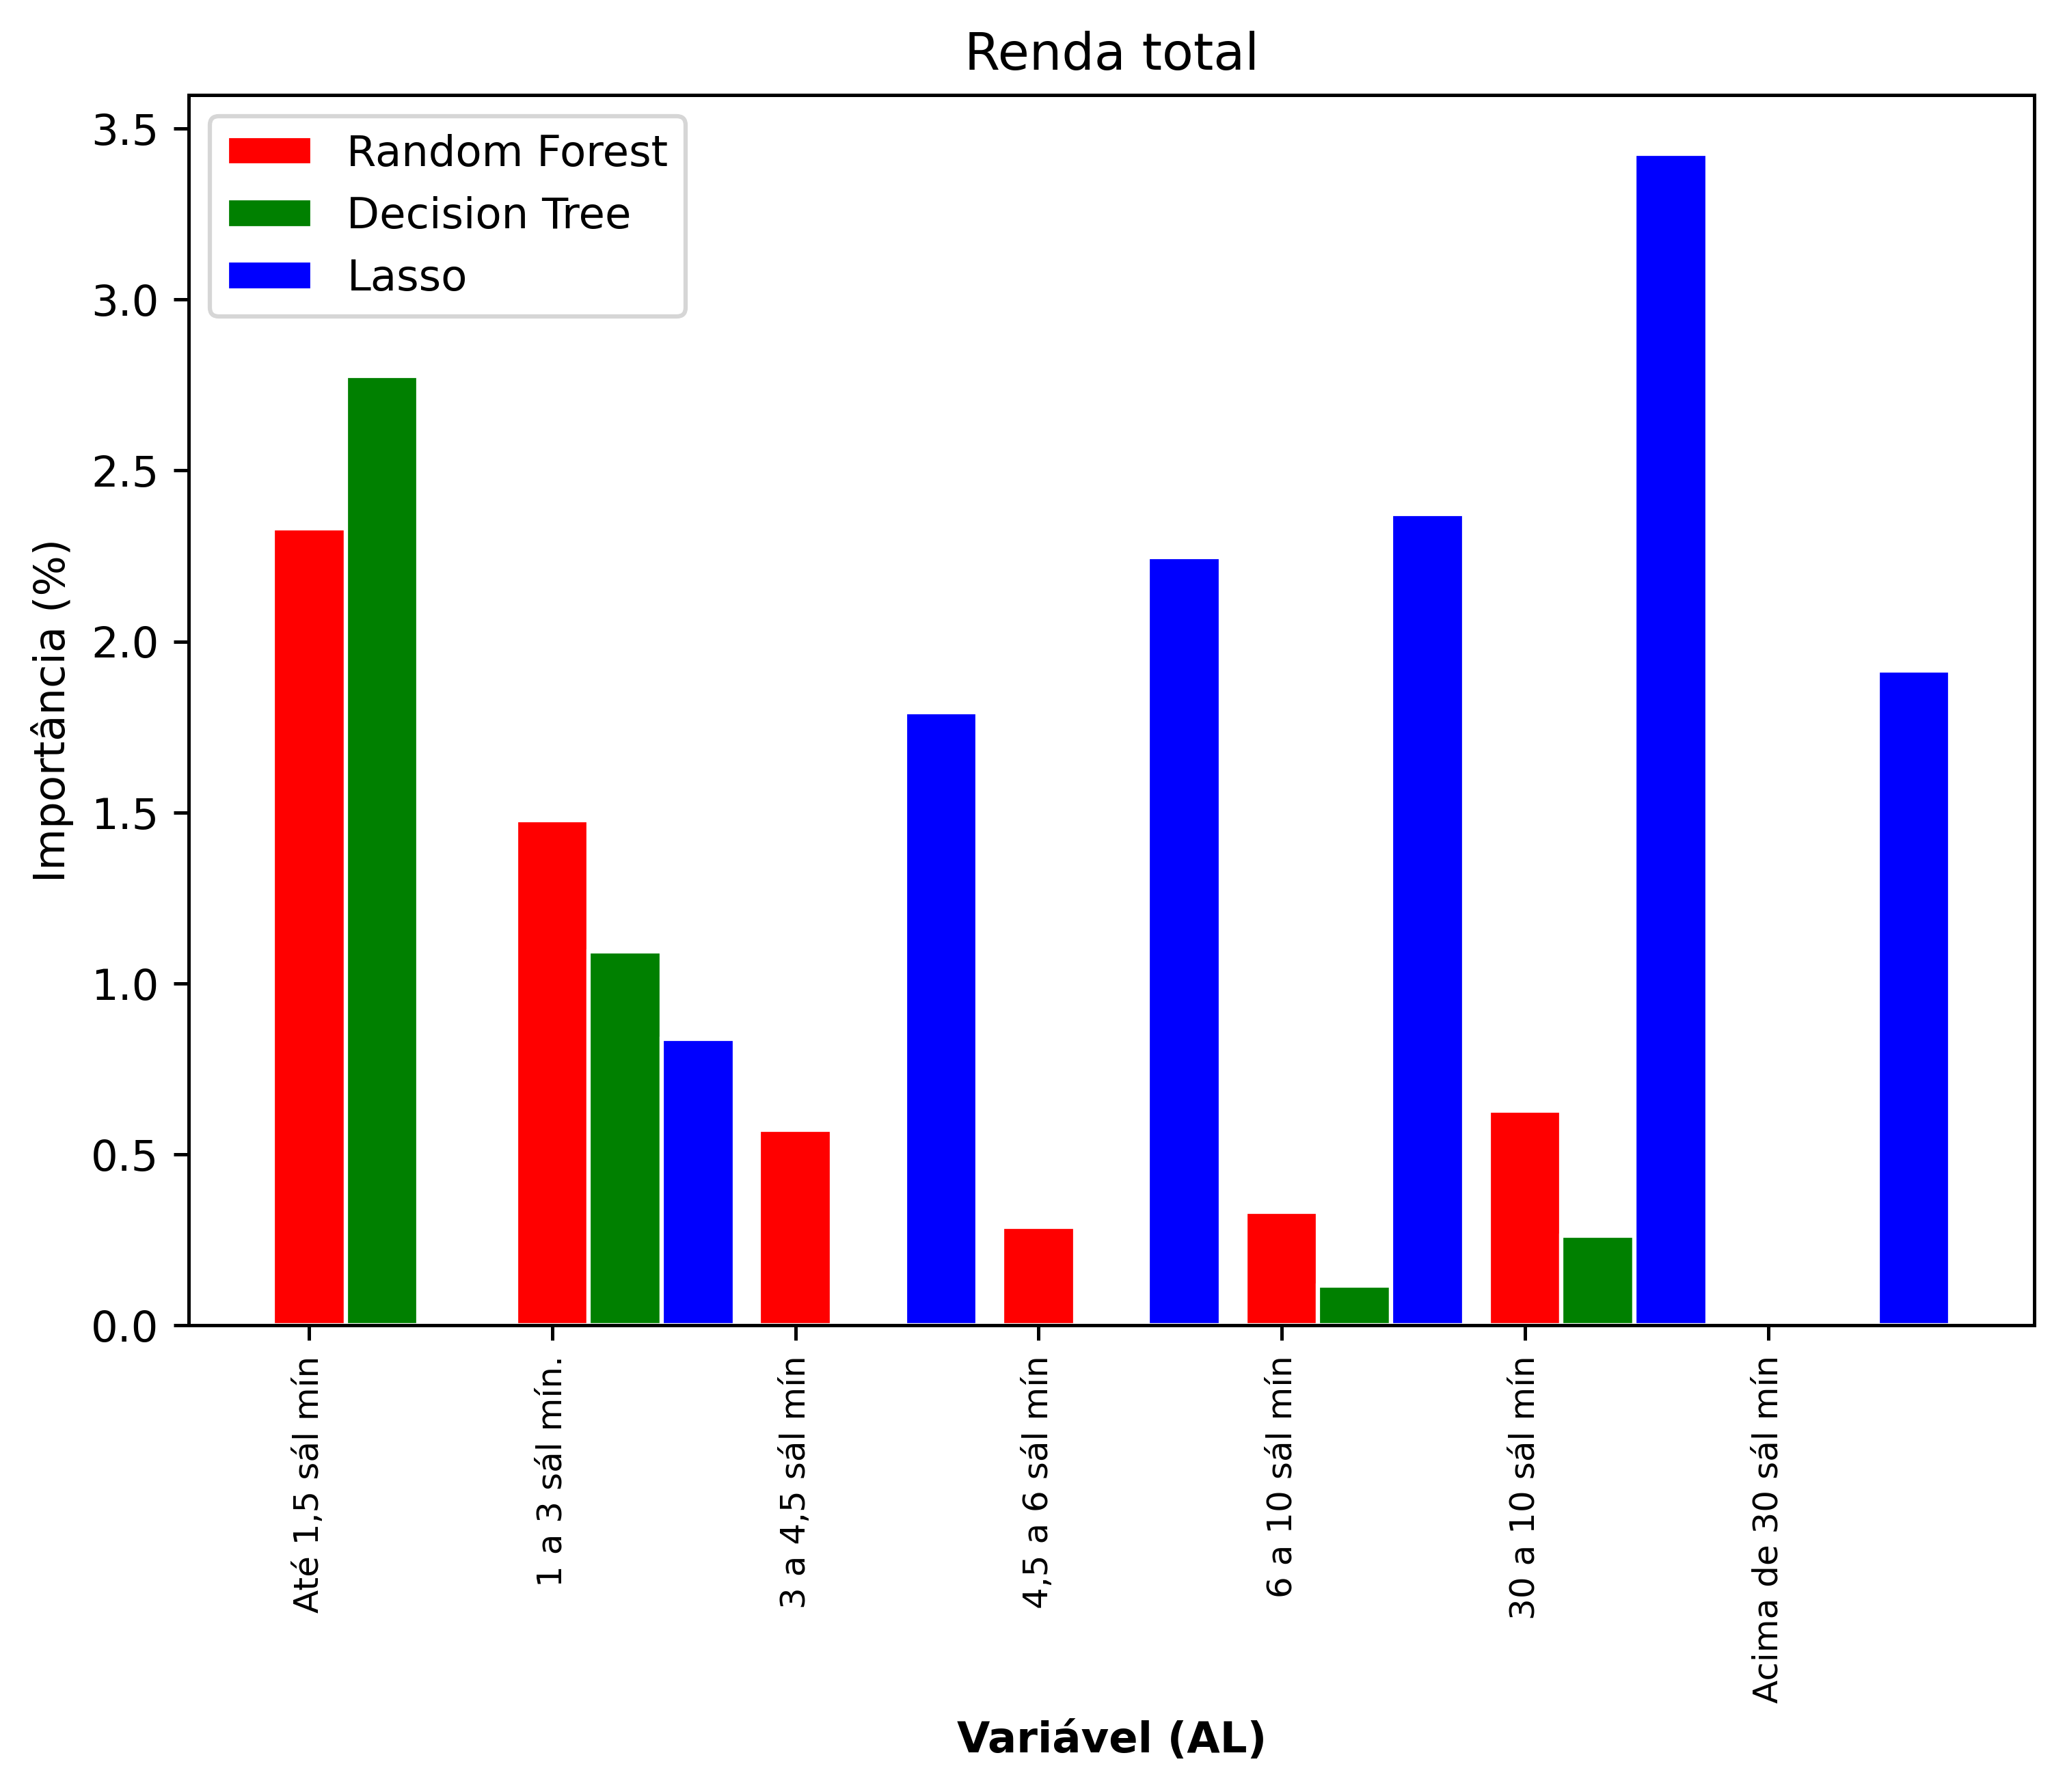 Renda total
Random Forest
Decision Tree
Lasso
Importância (%)
3.5
3.0
2.5
2.0
1.5
1.0
0.5
0.0
Até 1,5 sál mín
1 a 3 sál mín.
3 a 4,5 sál mín
4,5 a 6 sál mín
6 a 10 sál mín
30 a 10 sál mín
Acima de 30 sál mín
Variável (AL)